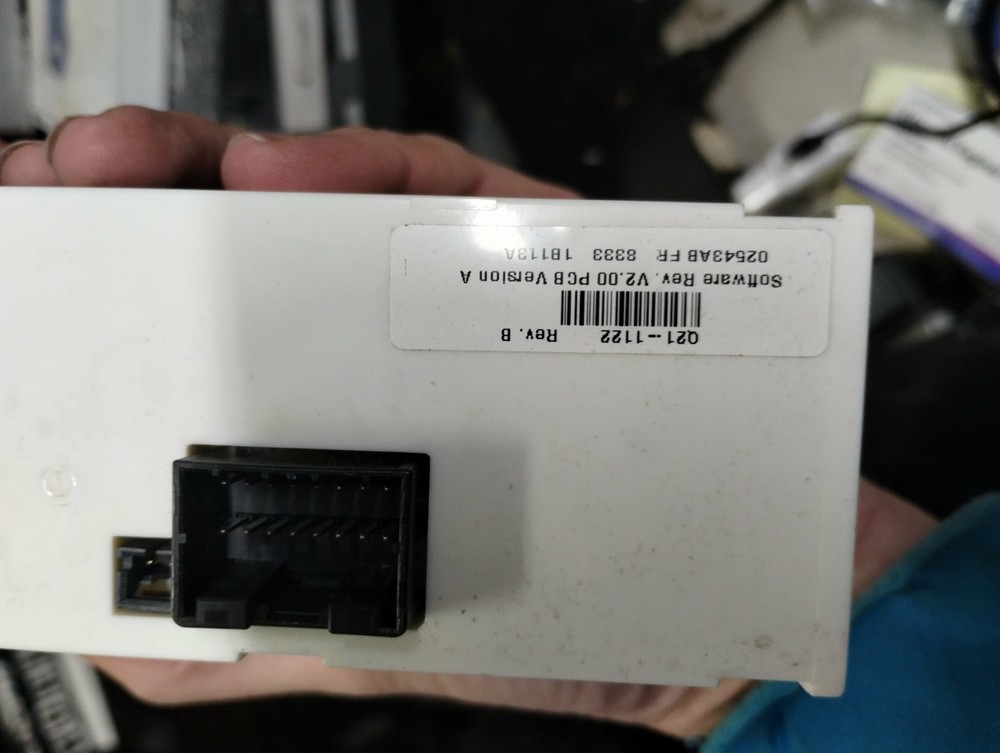 Q21--1122 Rev. B
Software Rev. V2.00 PCB Version A
02543AB FR 8333 1B113A